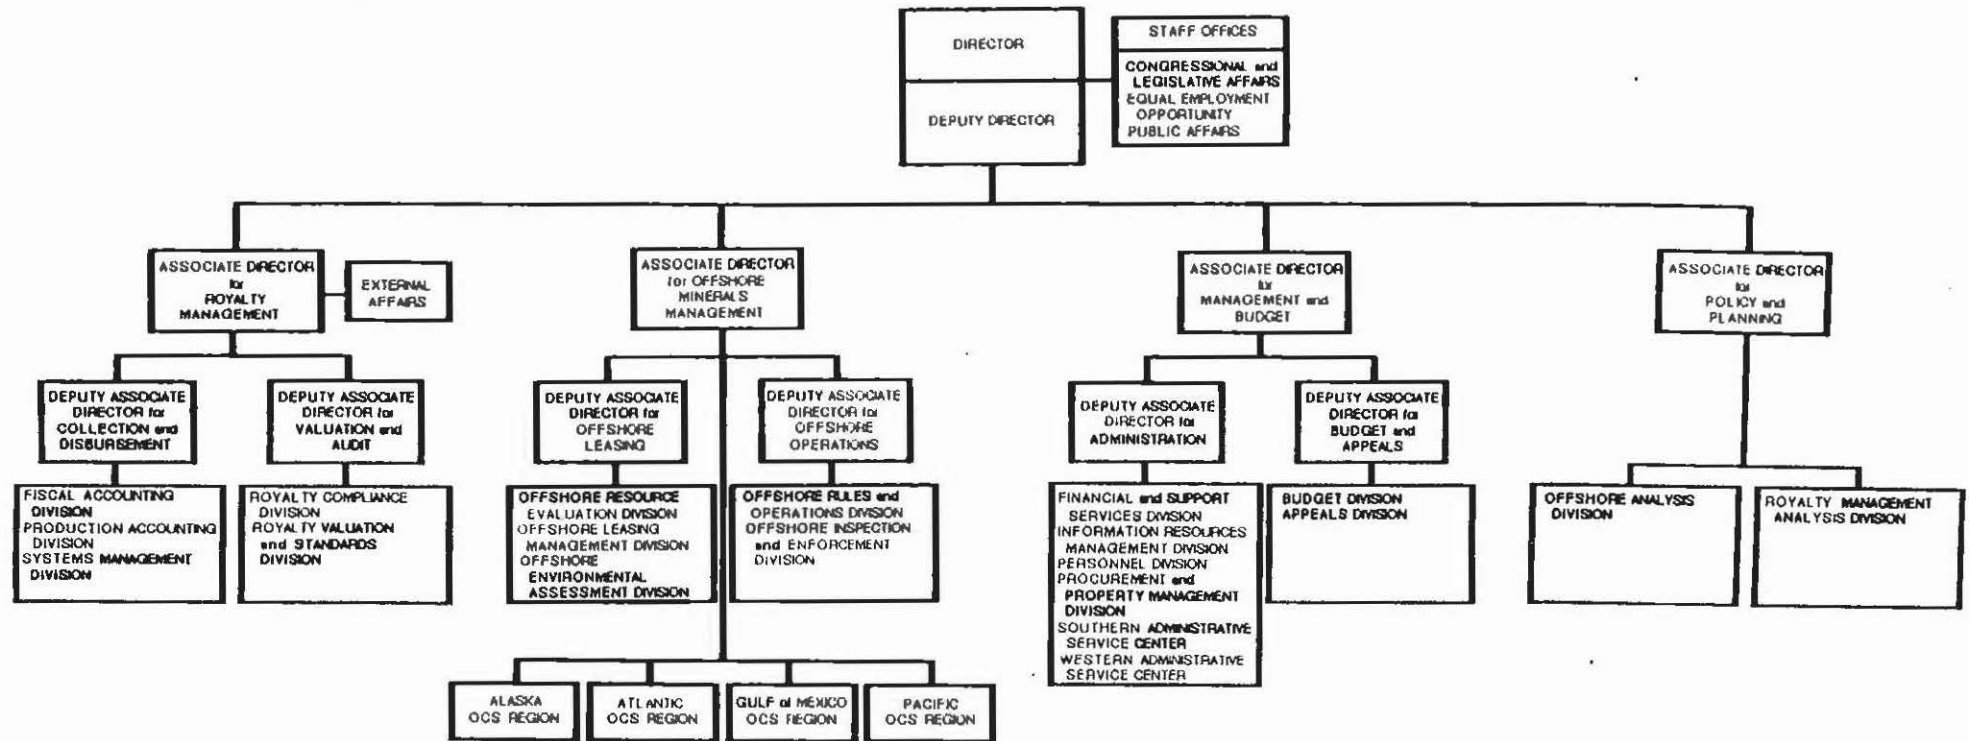 DIRECTOR
DEPUTY DIRECTOR
STAFF OFFICES
CONGRESSIONAL and
LEGISLATIVE AFFAIRS
EQUAL EMPLOYMENT
OPPORTUNITY
PUBLIC AFFAIRS
ASSOCIATE DIRECTOR
for
ROYALTY
MANAGEMENT
EXTERNAL
AFFAIRS
ASSOCIATE DIRECTOR
for OFFSHORE
MINERALS
MANAGEMENT
ASSOCIATE DIRECTOR
for
MANAGEMENT and
BUDGET
ASSOCIATE DIRECTOR
for
POLICY and
PLANNING
DEPUTY ASSOCIATE
DIRECTOR for
COLLECTION and
DISBURSEMENT
DEPUTY ASSOCIATE
DIRECTOR for
VALUATION and
AUDIT
DEPUTY ASSOCIATE
DIRECTOR for
OFFSHORE
LEASING
DEPUTY ASSOCIATE
DIRECTOR for
OFFSHORE
OPERATIONS
DEPUTY ASSOCIATE
DIRECTOR for
ADMINISTRATION
DEPUTY ASSOCIATE
DIRECTOR for
BUDGET and
APPEALS
FISCAL ACCOUNTING
DIVISION
PRODUCTION ACCOUNTING
DIVISION
SYSTEMS MANAGEMENT
DIVISION
ROYALTY COMPLIANCE
DIVISION
ROYALTY VALUATION
and STANDARDS
DIVISION
OFFSHORE RESOURCE
EVALUATION DIVISION
OFFSHORE LEASING
MANAGEMENT DIVISION
OFFSHORE
ENVIRONMENTAL
ASSESSMENT DIVISION
OFFSHORE RULES and
OPERATIONS DIVISION
OFFSHORE INSPECTION
and ENFORCEMENT
DIVISION
FINANCIAL and SUPPORT
SERVICES DIVISION
INFORMATION RESOURCES
MANAGEMENT DIVISION
PERSONNEL DIVISION
PROCUREMENT and
PROPERTY MANAGEMENT
DIVISION
SOUTHERN ADMINISTRATIVE
SERVICE CENTER
WESTERN ADMINISTRATIVE
SERVICE CENTER
BUDGET DIVISION
APPEALS DIVISION
OFFSHORE ANALYSIS
DIVISION
ROYALTY MANAGEMENT
ANALYSIS DIVISION
ALASKA
OCS REGION
ATLANTIC
OCS REGION
GULF of MEXICO
OCS REGION
PACIFIC
OCS REGION